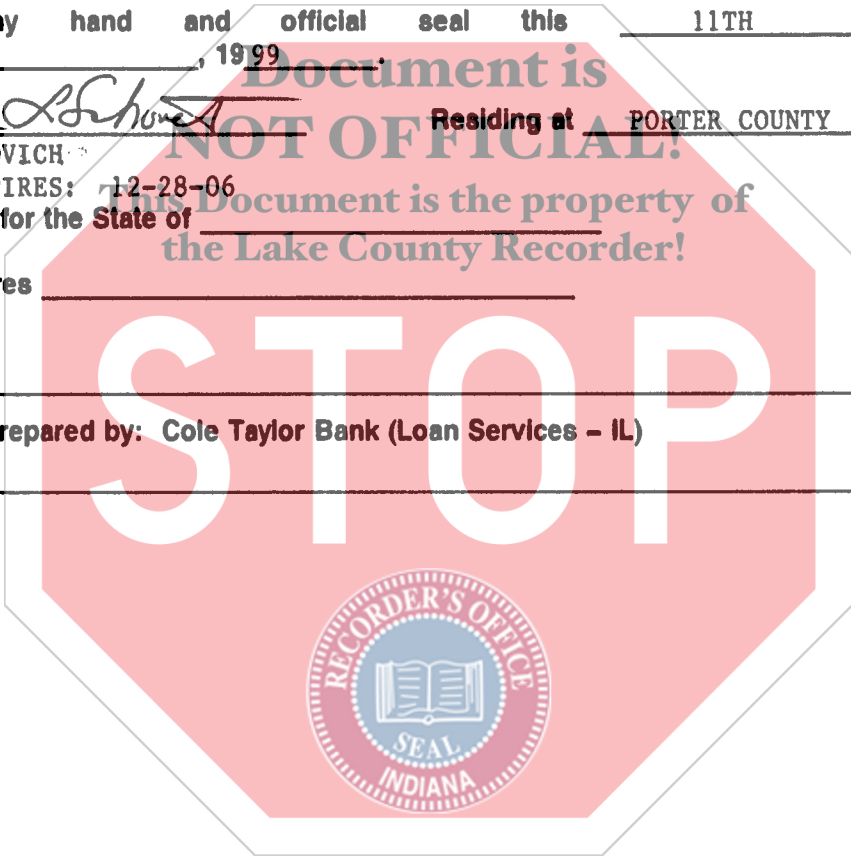 hand and official seal this 11TH
, 1999.
Document is
Residing at PORTER COUNTY
NOT OFFICIAL!
VICH
IRES: 12-28-06
This Document is the property of
for the State of
the Lake County Recorder!
es
STOP
repared by: Cole Taylor Bank (Loan Services – IL)
RECORDER'S OFFICE
SEAL
INDIANA